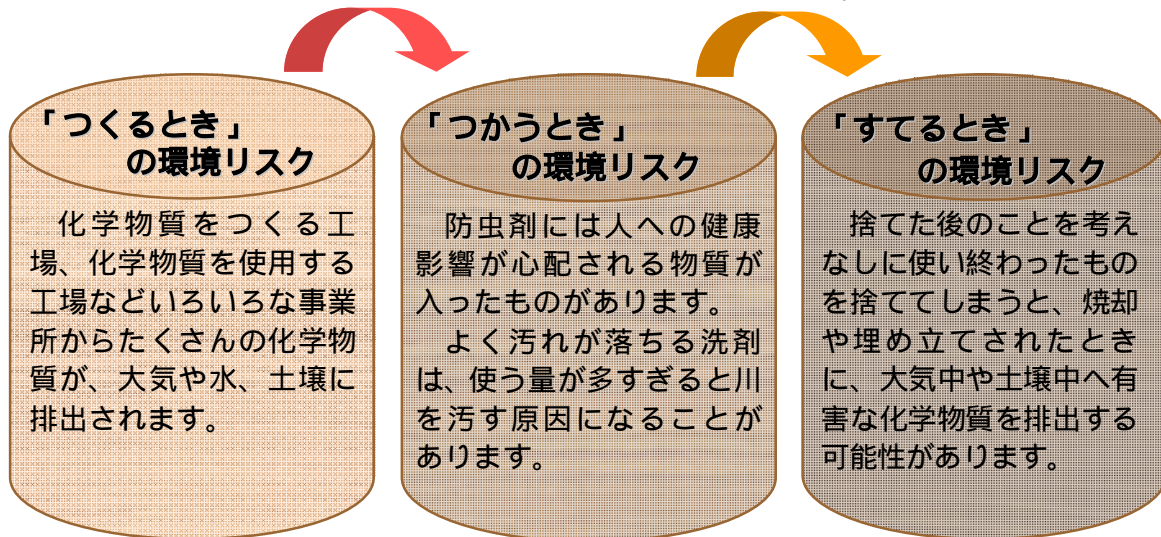 「つくるとき」
の環境リスク
化学物質をつくる工
場、化学物質を使用する
工場などいろいろな事業
所からたくさんの化学物
質が、大気や水、土壌に
排出されます。
「つかうとき」
の環境リスク
防虫剤には人への健康
影響が心配される物質が
入ったものがあります。
よく汚れが落ちる洗剤
は、使う量が多すぎると川
を汚す原因になることが
あります。
「すてるとき」
の環境リスク
捨てた後のことを考え
なしに使い終わったもの
を捨ててしまうと、焼却
や埋め立てされたとき
に、大気中や土壌中へ有
害な化学物質を排出する
可能性があります。